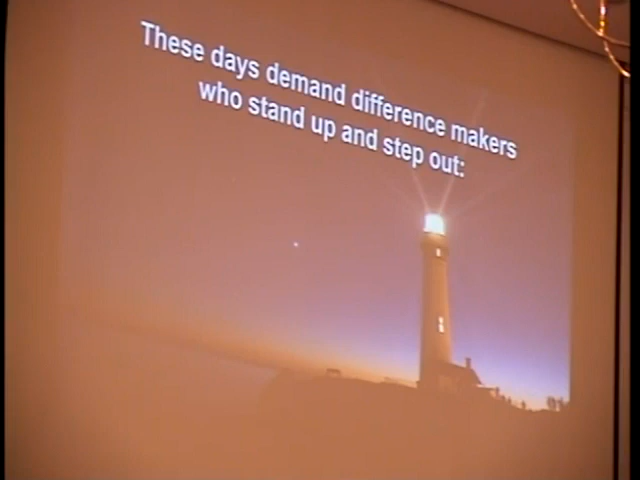 These days demand difference makers
who stand up and step out: